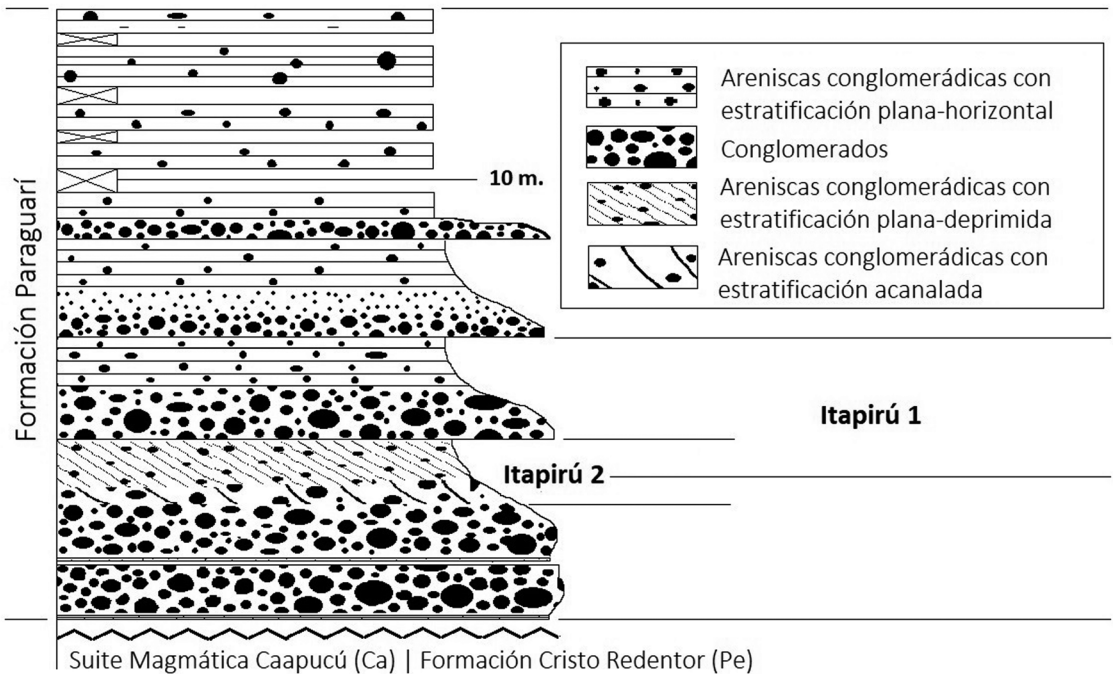 Formación Paraguarí
10 m.
Areniscas conglomerádicas con
estratificación plana-horizontal
Conglomerados
Areniscas conglomerádicas con
estratificación plana-deprimida
Areniscas conglomerádicas con
estratificación acanalada
Itapirú 1
Itapirú 2
Suite Magmática Caapucú (Ca) | Formación Cristo Redentor (Pe)